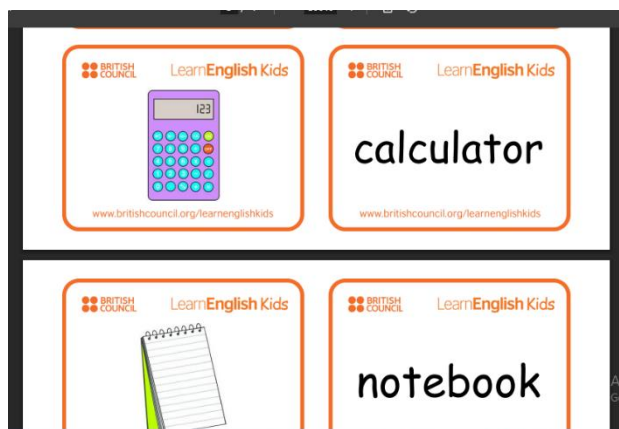 BRITISH
COUNCIL
LearnEnglish Kids
123
www.britishcouncil.org/learnenglishkids
BRITISH
COUNCIL
LearnEnglish Kids
calculator
www.britishcouncil.org/learnenglishkids
BRITISH
COUNCIL
LearnEnglish Kids
BRITISH
COUNCIL
LearnEnglish Kids
notebook